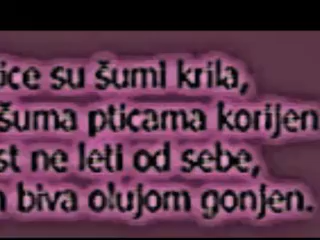 ice su šumi krila,
šuma pticama korijen
st ne leti od sebe,
biva olujom gonjen.